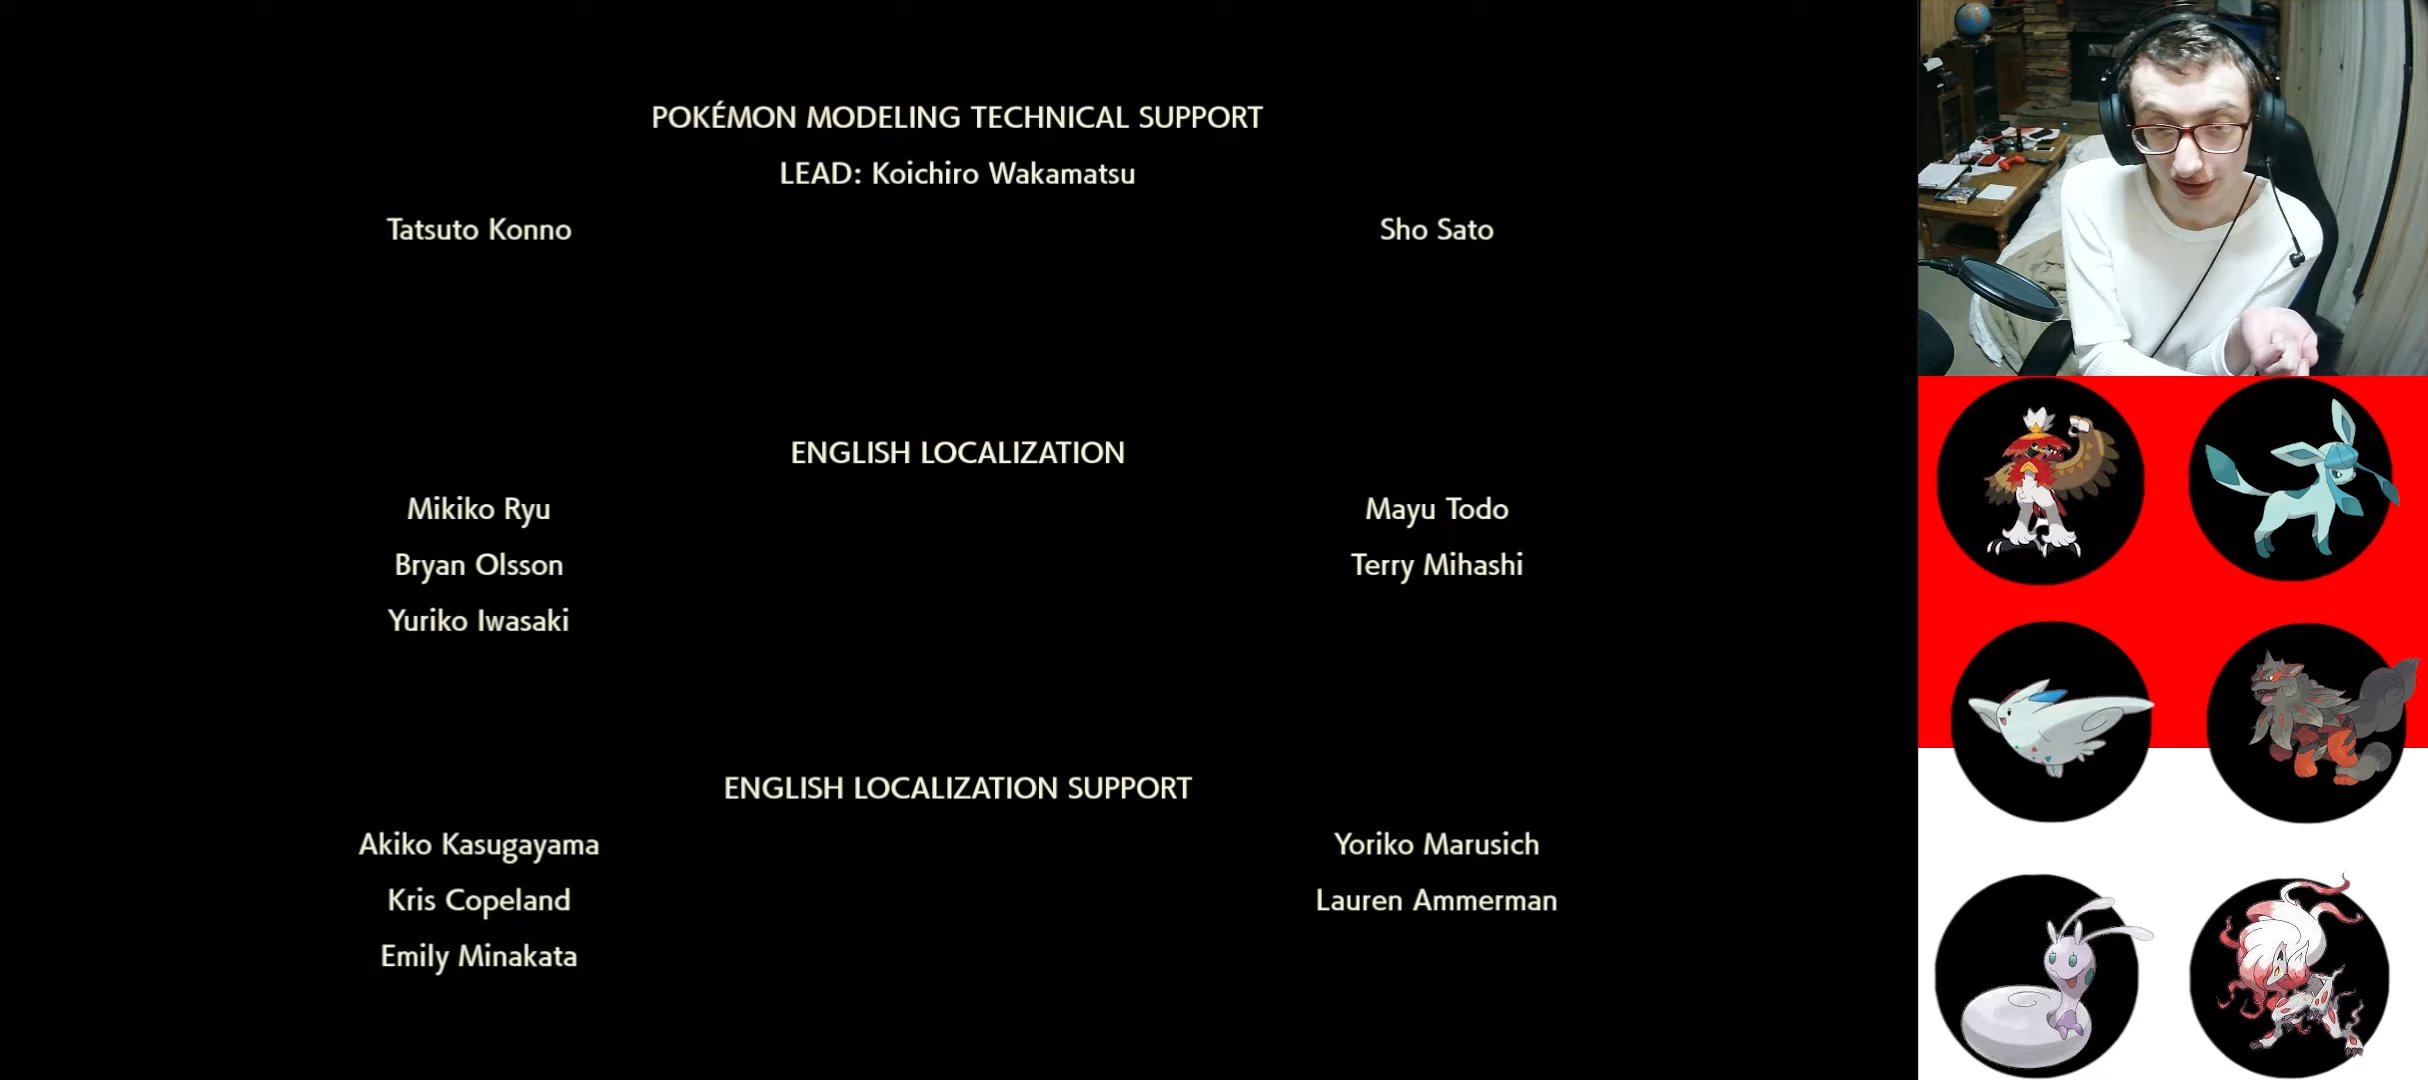 POKÉMON MODELING TECHNICAL SUPPORT
LEAD: Koichiro Wakamatsu
Tatsuto Konno
Sho Sato
ENGLISH LOCALIZATION
Mikiko Ryu
Mayu Todo
Bryan Olsson
Terry Mihashi
Yuriko Iwasaki
ENGLISH LOCALIZATION SUPPORT
Akiko Kasugayama
Yoriko Marusich
Kris Copeland
Lauren Ammerman
Emily Minakata